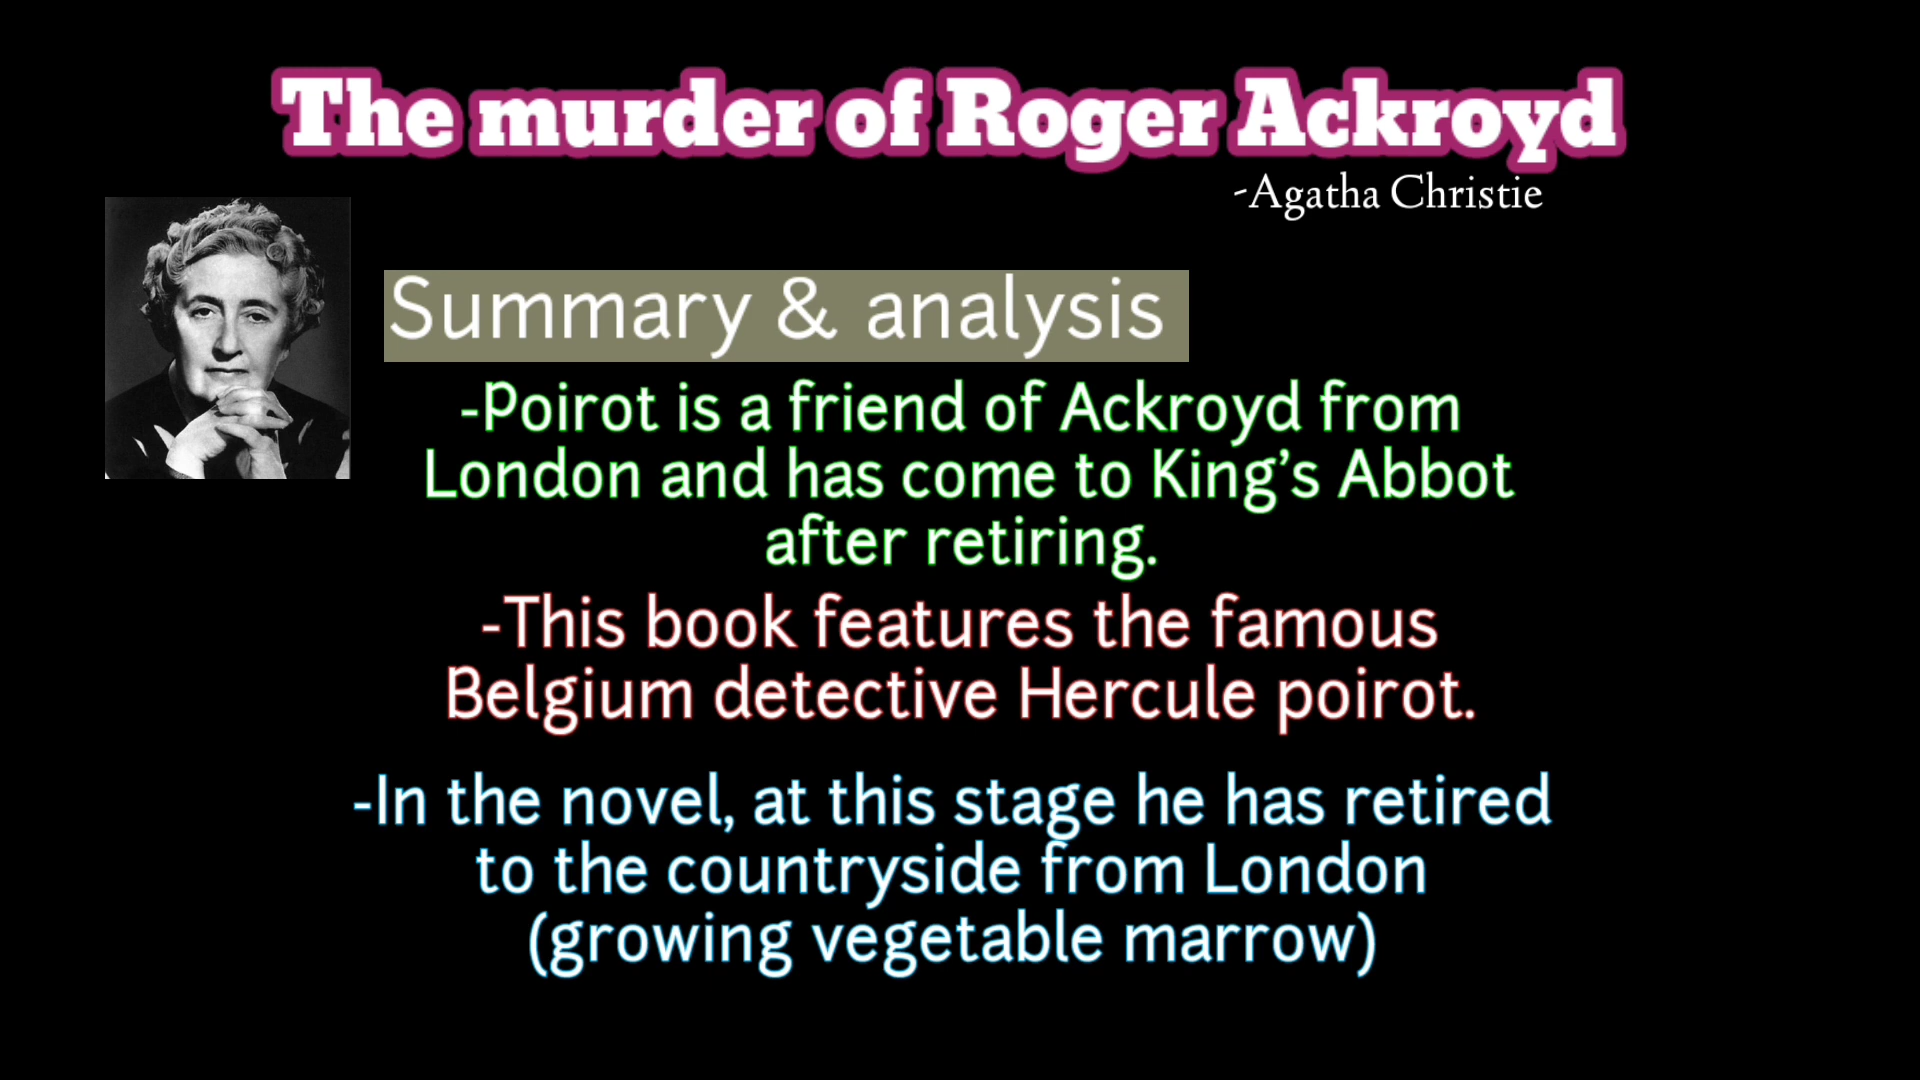 The murder of Roger Ackroyd
-Agatha Christie
Summary & analysis
-Poirot is a friend of Ackroyd from
London and has come to King’s Abbot
after retiring.
-This book features the famous
Belgium detective Hercule poirot.
-In the novel, at this stage he has retired
to the countryside from London
(growing vegetable marrow)